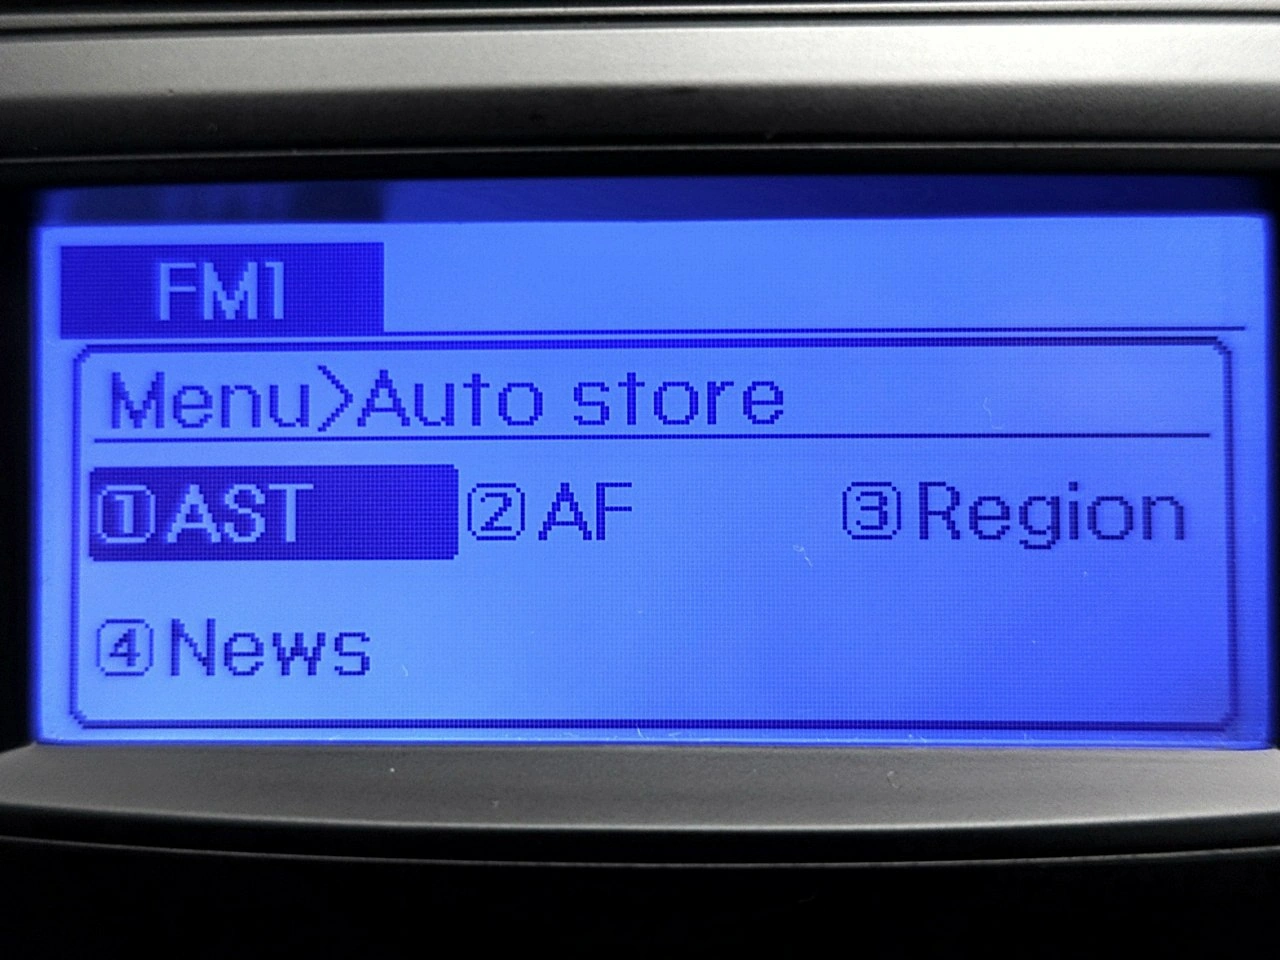 FM1
Menu>Auto store
①AST ②AF ③Region
④News